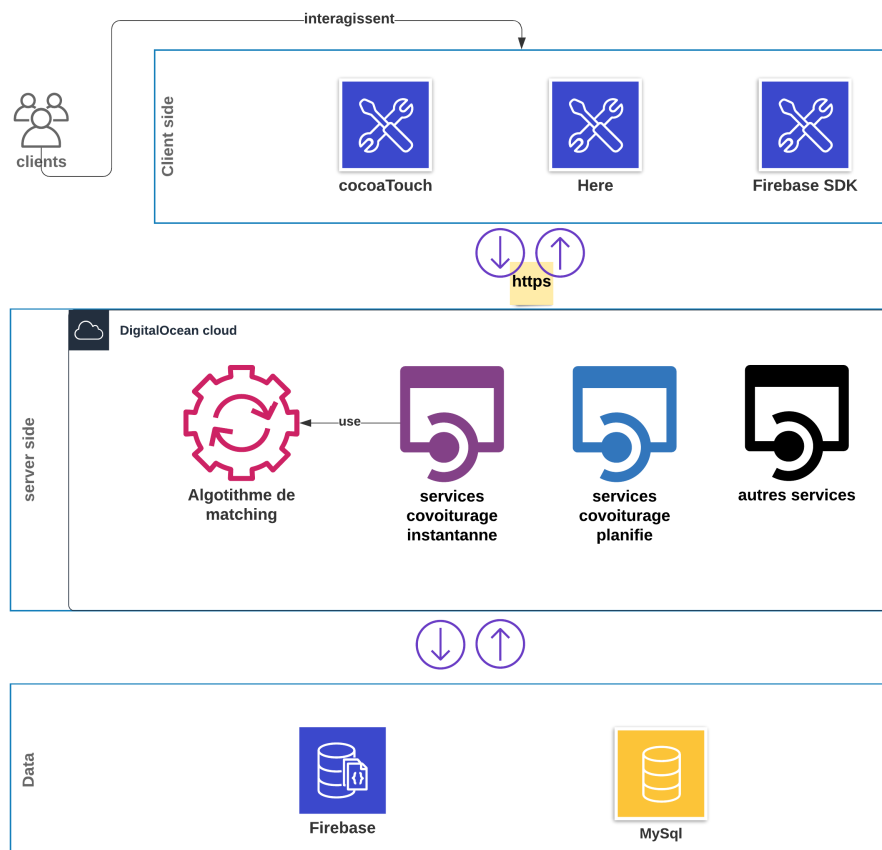 interagissent
clients
Client side
cocoaTouch
Here
Firebase SDK
https
server side
DigitalOcean cloud
use
Algotithme de
matching
services
covoiturage
instantanne
services
covoiturage
planifie
autres services
Data
Firebase
MySql